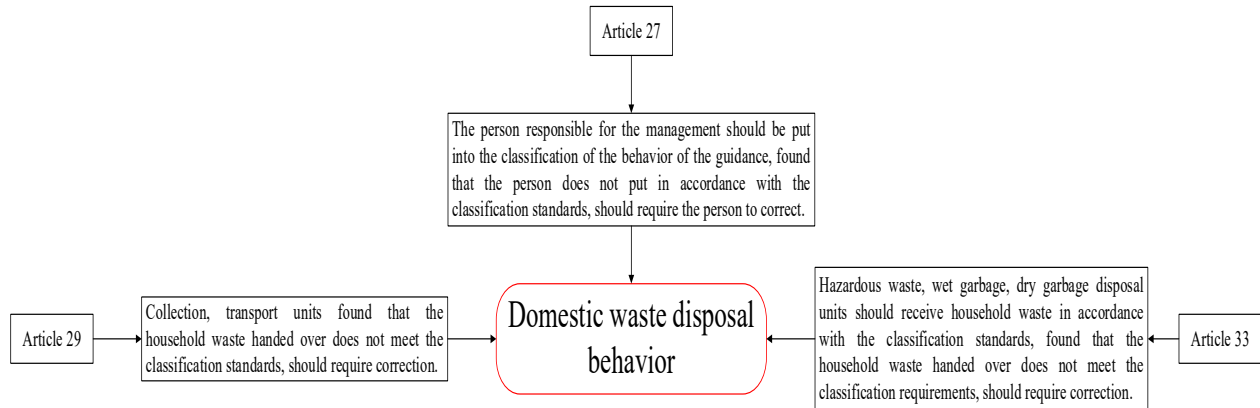 Article 27
The person responsible for the management should be put
into the classification of the behavior of the guidance, found
that the person does not put in accordance with the
classification standards, should require the person to correct.
Article 29
Collection, transport units found that the
household waste handed over does not meet the
classification standards, should require correction.
Domestic waste disposal
behavior
Hazardous waste, wet garbage, dry garbage disposal
units should receive household waste in accordance
with the classification standards, found that the
household waste handed over does not meet the
classification requirements, should require correction.
Article 33